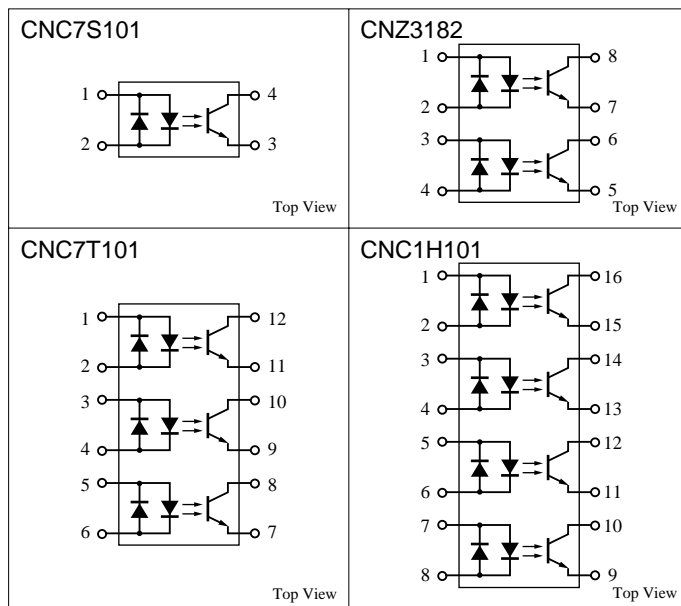 CNC7S101
1 4
2 3
Top View
CNZ3182
1 8
2 7
3 6
4 5
Top View
CNC7T101
1 12
2 11
3 10
4 9
5 8
6 7
Top View
CNC1H101
1 16
2 15
3 14
4 13
5 12
6 11
7 10
8 9
Top View